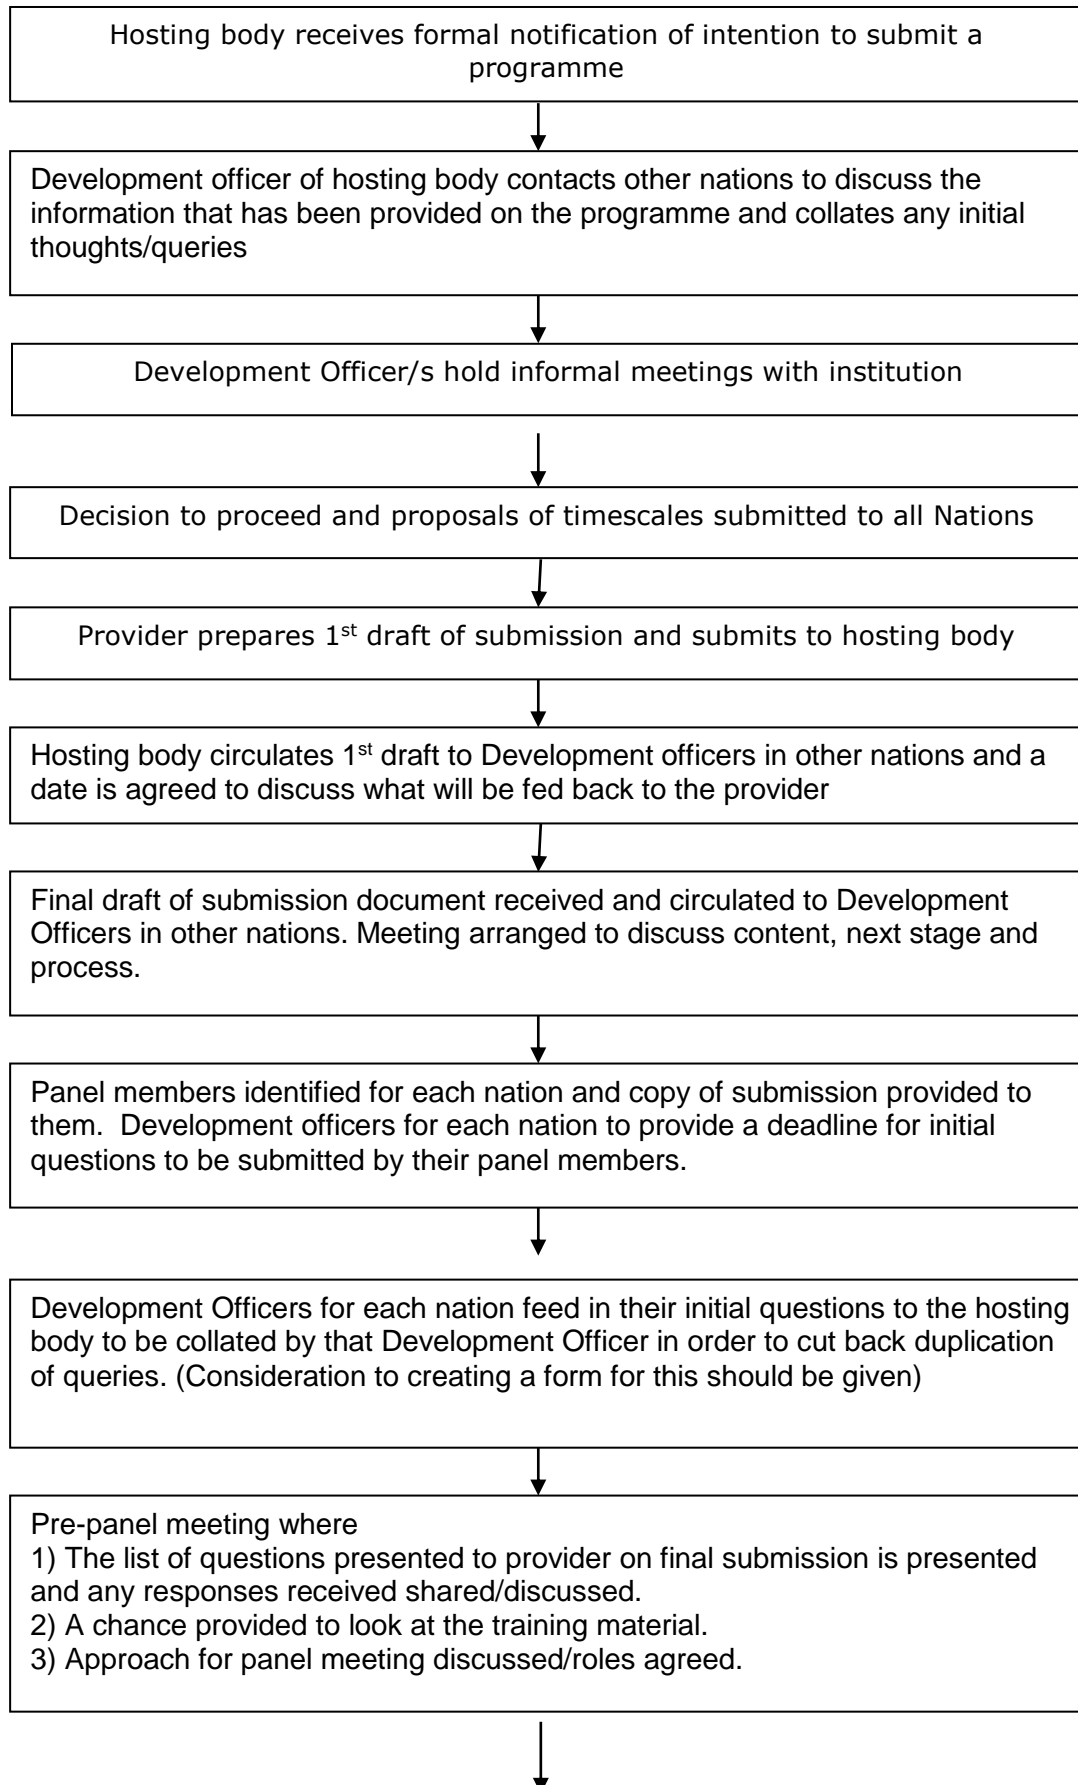 Hosting body receives formal notification of intention to submit a
programme
Development officer of hosting body contacts other nations to discuss the
information that has been provided on the programme and collates any initial
thoughts/queries
Development Officer/s hold informal meetings with institution
Decision to proceed and proposals of timescales submitted to all Nations
Provider prepares 1st draft of submission and submits to hosting body
Hosting body circulates 1st draft to Development officers in other nations and a
date is agreed to discuss what will be fed back to the provider
Final draft of submission document received and circulated to Development
Officers in other nations. Meeting arranged to discuss content, next stage and
process.
Panel members identified for each nation and copy of submission provided to
them.  Development officers for each nation to provide a deadline for initial
questions to be submitted by their panel members.
Development Officers for each nation feed in their initial questions to the hosting
body to be collated by that Development Officer in order to cut back duplication
of queries. (Consideration to creating a form for this should be given)
Pre-panel meeting where
1) The list of questions presented to provider on final submission is presented
and any responses received shared/discussed.
2) A chance provided to look at the training material.
3) Approach for panel meeting discussed/roles agreed.